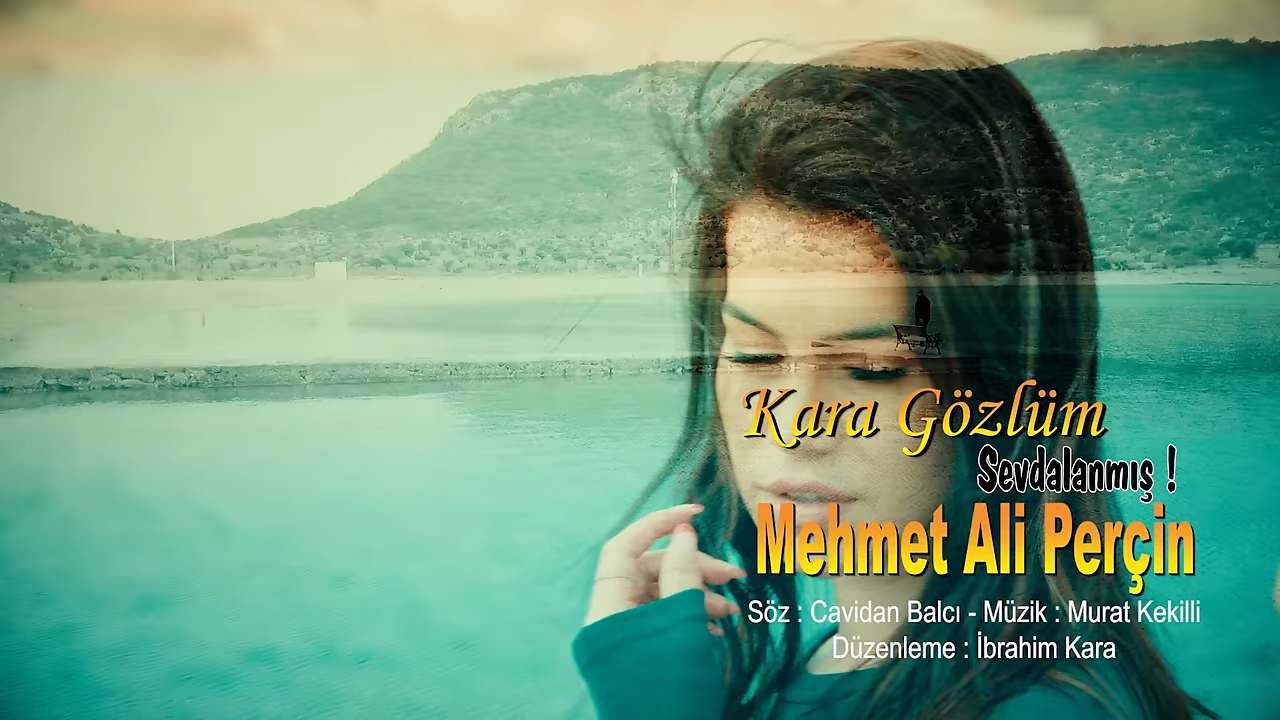 Kara Gözlüm
Sevdalanmış !
Mehmet Ali Perçin
Söz : Cavidan Balcı - Müzik : Murat Kekilli
Düzenleme : İbrahim Kara